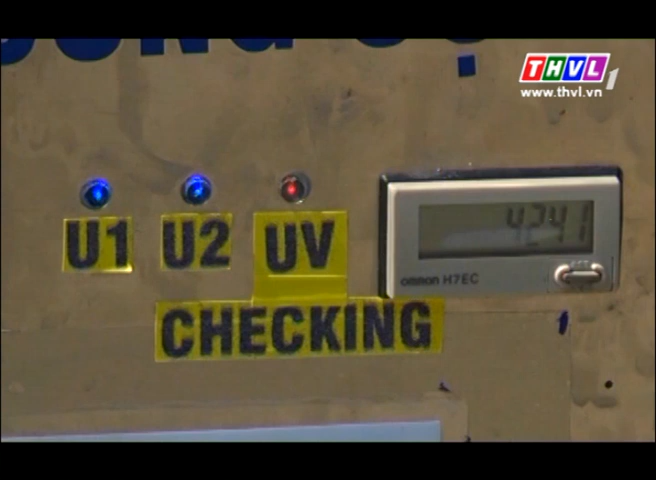 THVL1
www.thvl.vn
U1 U2 UV
4241
omron H7EC
CHECKING